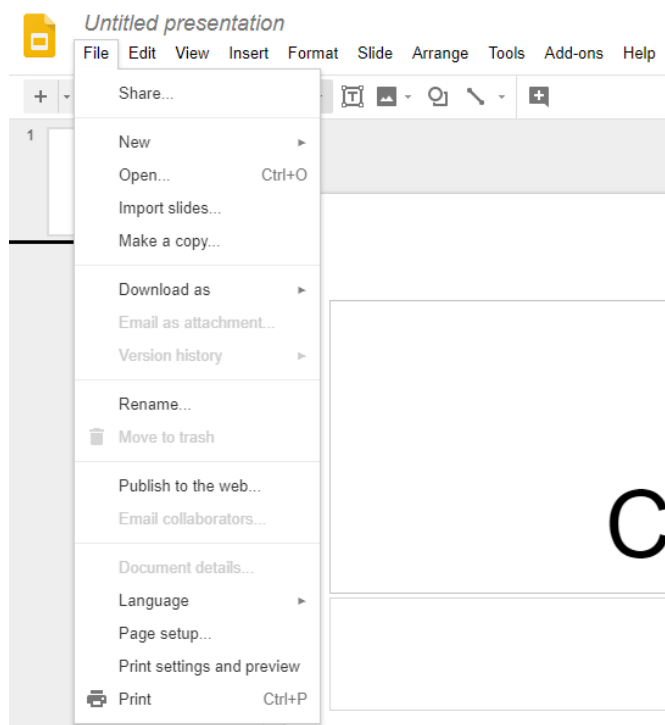 Untitled presentation
File Edit View Insert Format Slide Arrange Tools Add-ons Help
Share...
1
New
Open... Ctrl+O
Import slides...
Make a copy...
Download as
Email as attachment...
Version history
Rename...
Move to trash
Publish to the web...
Email collaborators...
C
Document details...
Language
Page setup...
Print settings and preview
Print Ctrl+P